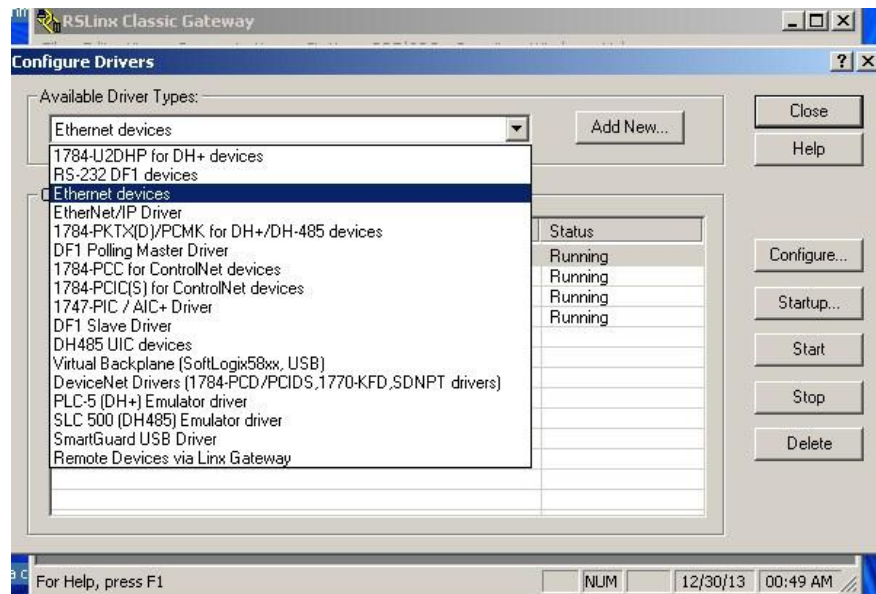 RSLinx Classic Gateway
Configure Drivers
Available Driver Types:
Ethernet devices
Add New...
Close
Help
1784-U2DHP for DH+ devices
RS-232 DF1 devices
Ethernet devices
EtherNet/IP Driver
1784-PKTX(D)/PCMK for DH+/DH-485 devices
DF1 Polling Master Driver
1784-PCC for ControlNet devices
1784-PCIC(S) for ControlNet devices
1747-PIC / AIC+ Driver
DF1 Slave Driver
DH485 UIC devices
Virtual Backplane (SoftLogix58xx, USB)
DeviceNet Drivers (1784-PCD/PCIDS,1770-KFD,SDNPT drivers)
PLC-5 (DH+) Emulator driver
SLC 500 (DH485) Emulator driver
SmartGuard USB Driver
Remote Devices via Linx Gateway
Status
Running
Running
Running
Running
Configure...
Startup...
Start
Stop
Delete
For Help, press F1
NUM
12/30/13
00:49 AM